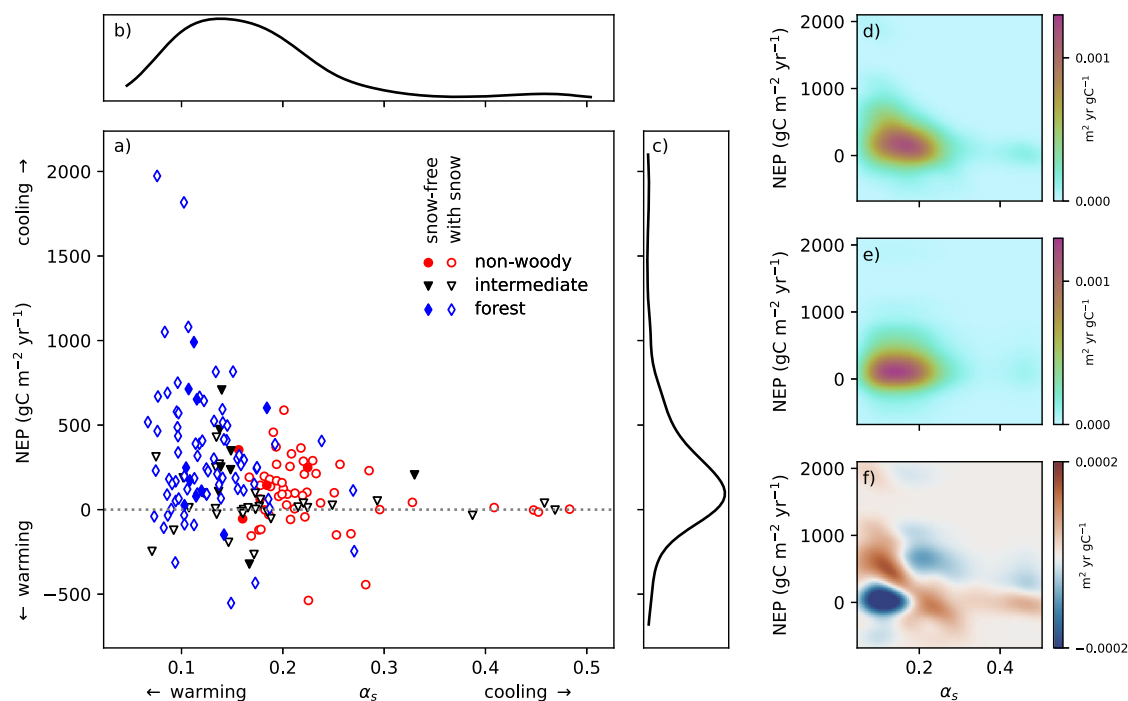 b)
a)
c)
NEP (gC m⁻² yr⁻¹)
← warming
cooling →
2000
1500
1000
500
0
−500
snow-free
with snow
non-woody
intermediate
forest
0.1
0.2
0.3
0.4
0.5
← warming
αₛ
cooling →
d)
NEP (gC m⁻² yr⁻¹)
2000
1000
0
0.001
0.000
m² yr gC⁻¹
e)
NEP (gC m⁻² yr⁻¹)
2000
1000
0
0.001
0.000
m² yr gC⁻¹
f)
NEP (gC m⁻² yr⁻¹)
2000
1000
0
0.0002
−0.0002
m² yr gC⁻¹
0.2
0.4
αₛ